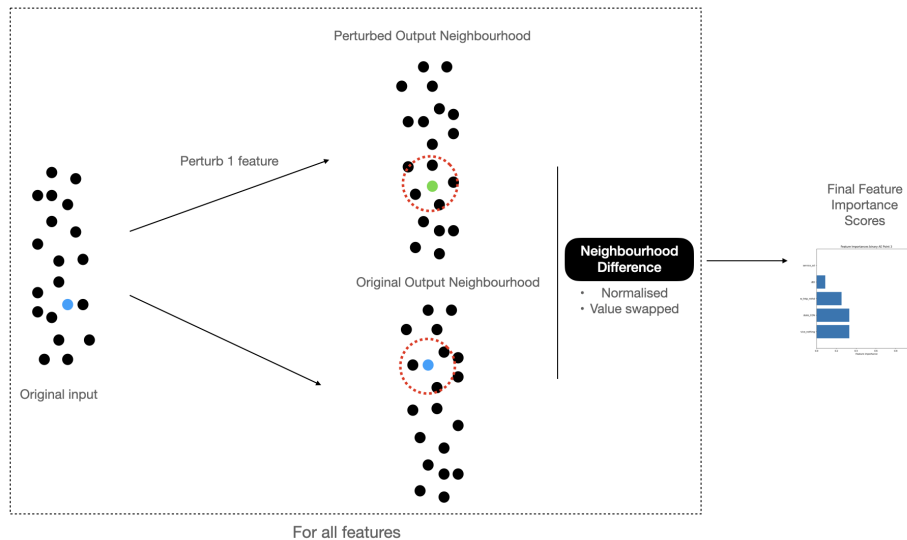 Perturbed Output Neighbourhood
Perturb 1 feature
Original input
Original Output Neighbourhood
Neighbourhood
Difference
• Normalised
• Value swapped
Final Feature
Importance
Scores
For all features